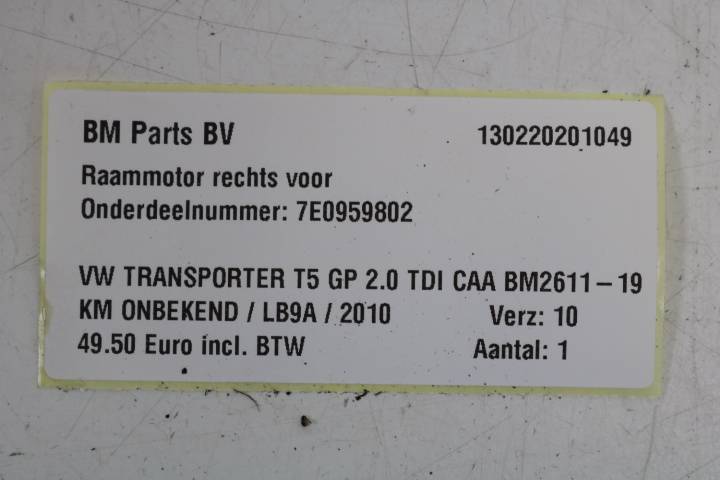 BM Parts BV 130220201049
Raammotor rechts voor
Onderdeelnummer: 7E0959802
VW TRANSPORTER T5 GP 2.0 TDI CAA BM2611-19
KM ONBEKEND / LB9A / 2010 Verz: 10
49.50 Euro incl. BTW Aantal: 1